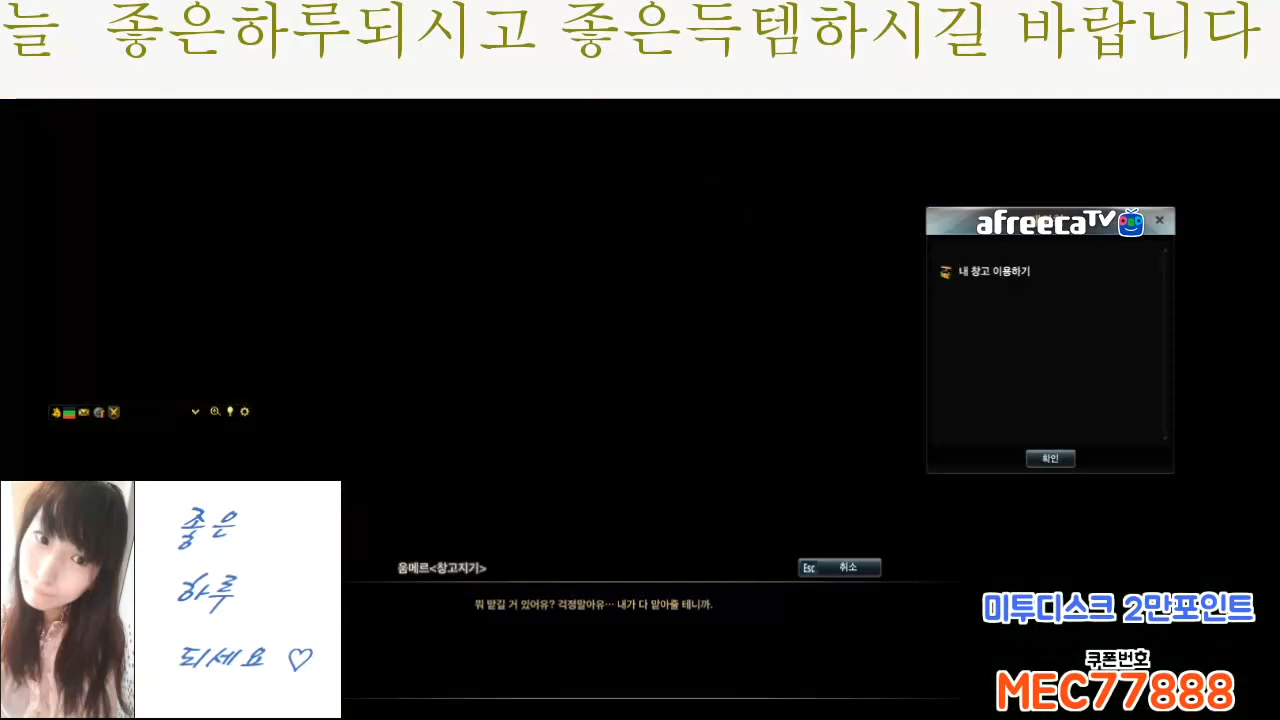 늘 좋은하루되시고 좋은득템하시길 바랍니다
afreecaTV
내 창고 이용하기
확인
좋은
하루
되세요 ♡
움메르<창고지기>
Esc 취소
뭐 맡길 거 있어유? 걱정말아유… 내가 다 맡아줄 테니까.
미투디스크 2만포인트
쿠폰번호
MEC77888